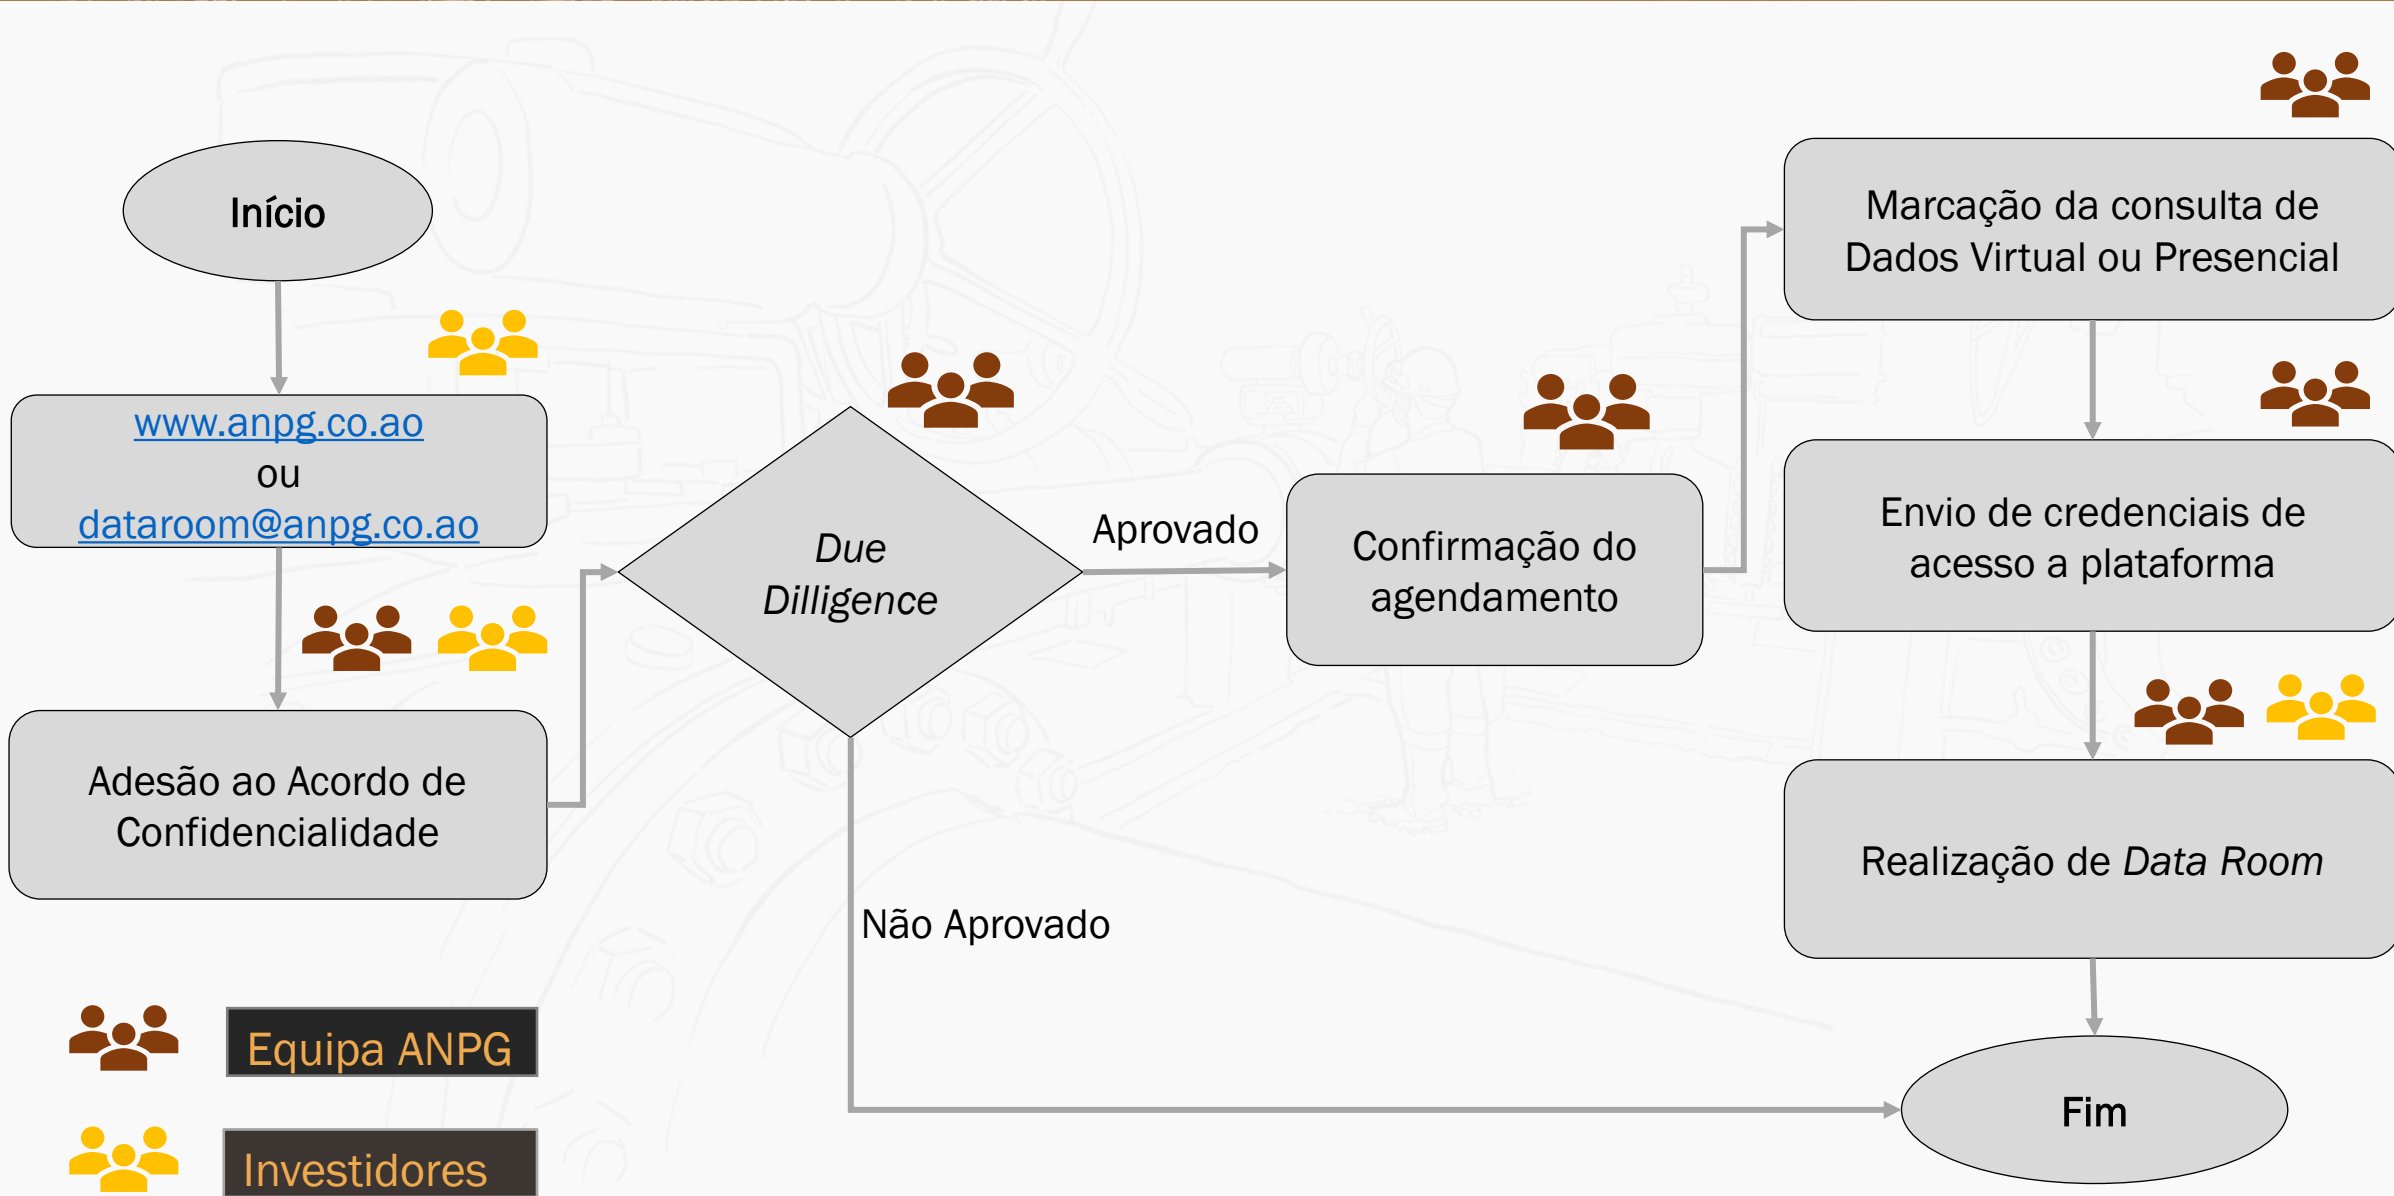 Início
www.anpg.co.ao
ou
dataroom@anpg.co.ao
Adesão ao Acordo de
Confidencialidade
Due
Dilligence
Aprovado
Não Aprovado
Confirmação do
agendamento
Marcação da consulta de
Dados Virtual ou Presencial
Envio de credenciais de
acesso a plataforma
Realização de Data Room
Fim
Equipa ANPG
Investidores